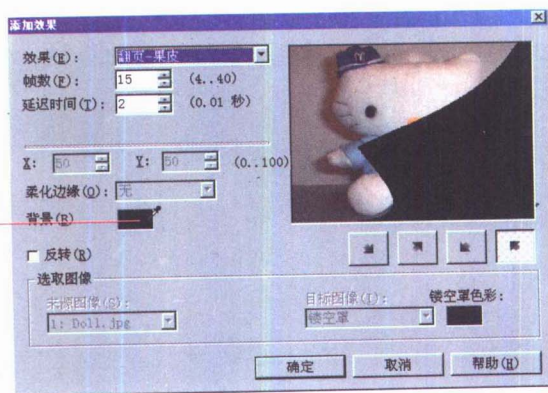 添加效果
效果(E): 翻页-果皮
帧数(F): 15 (4..40)
延迟时间(T): 2 (0.01 秒)
X: 50 Y: 50 (0..100)
柔化边缘(O): 无
背景(B)
反转(R)
选取图像
来源图像(S): 目标图像(T): 镂空罩色彩:
1: Doll.jpg 镂空罩
确定 取消 帮助(H)